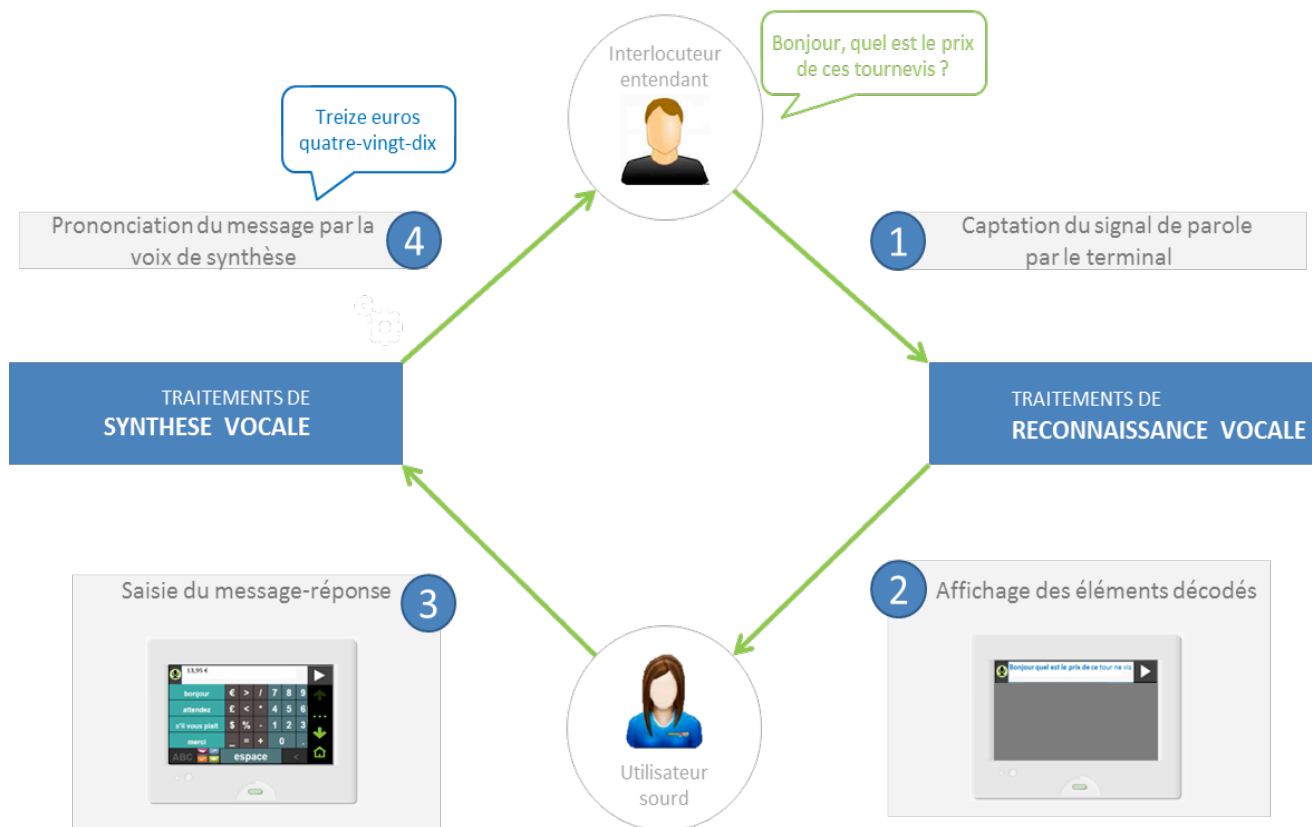 Interlocuteur
entendant
Bonjour, quel est le prix
de ces tournevis ?
Treize euros
quatre-vingt-dix
Prononciation du message par la
voix de synthèse
4
1
Captation du signal de parole
par le terminal
TRAITEMENTS DE
SYNTHESE VOCALE
TRAITEMENTS DE
RECONNAISSANCE VOCALE
Saisie du message-réponse
3
2
Affichage des éléments décodés
13,95 €
bonjour € > / 7 8 9
attendez £ < * 4 5 6
s'il vous plait $ % - 1 2 3
merci _ = + 0 .
ABC espace <
Bonjour quel est le prix de ce tour ne vis
Utilisateur
sourd